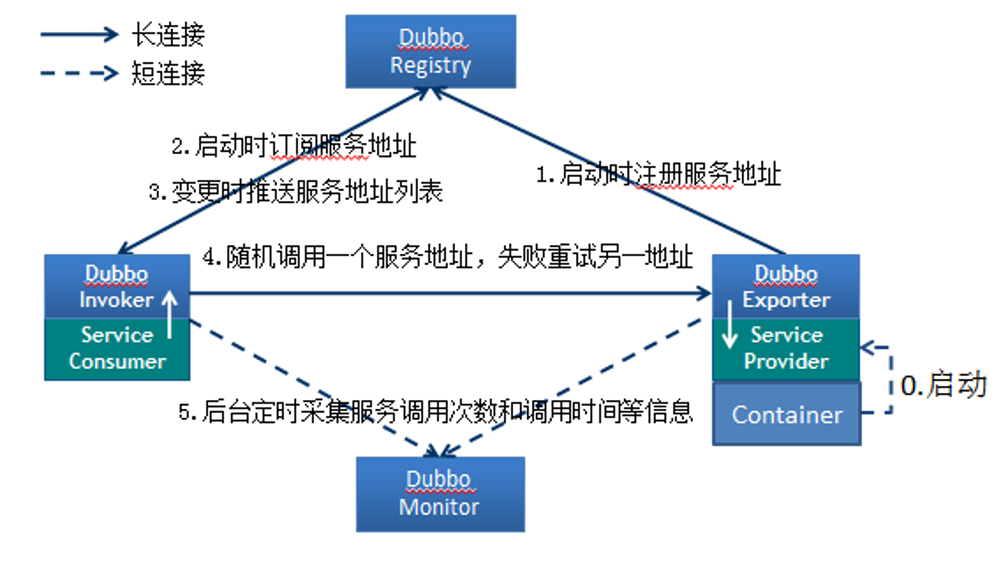 长连接
短连接
Dubbo
Registry
2.启动时订阅服务地址
3.变更时推送服务地址列表
1.启动时注册服务地址
4.随机调用一个服务地址，失败重试另一地址
Dubbo
Invoker
Service
Consumer
Dubbo
Exporter
Service
Provider
Container
0.启动
5.后台定时采集服务调用次数和调用时间等信息
Dubbo
Monitor